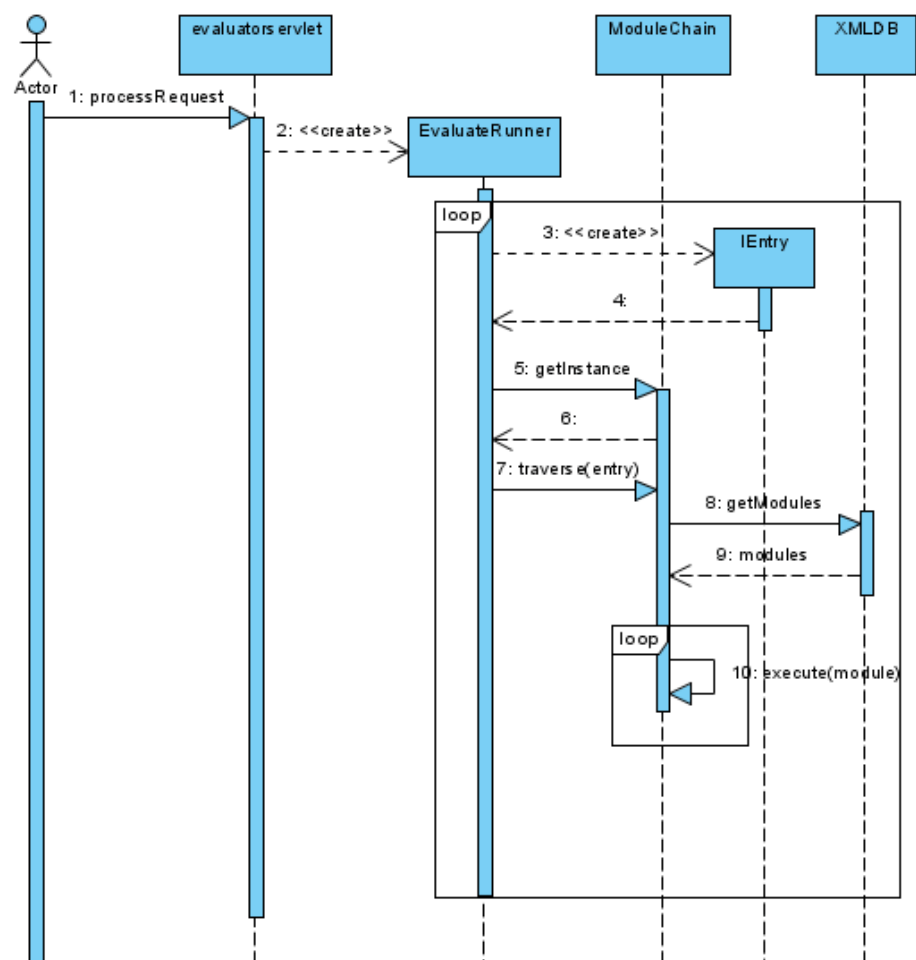 evaluatorservlet
ModuleChain
XMLDB
Actor
1: processRequest
2: <<create>>
EvaluateRunner
loop
3: <<create>>
IEntry
4:
5: getInstance
6:
7: traverse(entry)
8: getModules
9: modules
loop
10: execute(module)